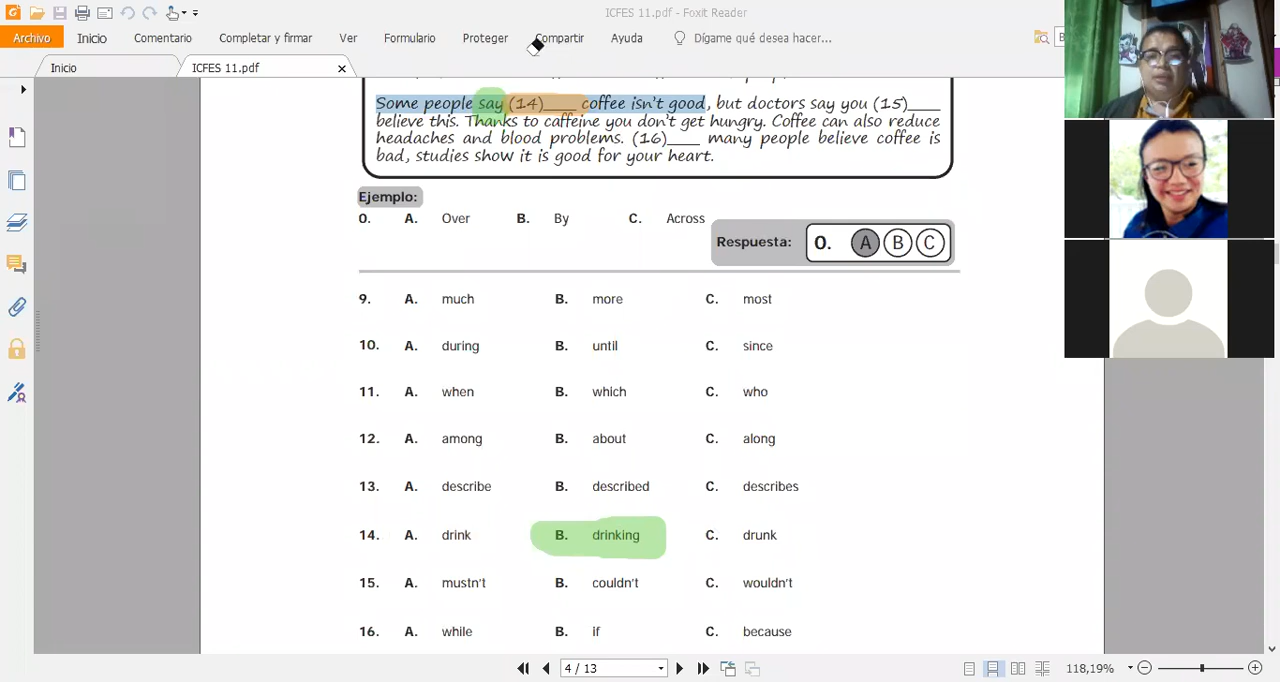 ICFES 11.pdf - Foxit Reader
Archivo Inicio Comentario Completar y firmar Ver Formulario Proteger Compartir Ayuda Dígame qué desea hacer...
Inicio ICFES 11.pdf
Some people say (14)___ coffee isn't good, but doctors say you (15)___
believe this. Thanks to caffeine you don't get hungry. Coffee can also reduce
headaches and blood problems. (16)___ many people believe coffee is
bad, studies show it is good for your heart.
Ejemplo:
0. A. Over B. By C. Across
Respuesta: 0. A B C
9. A. much B. more C. most
10. A. during B. until C. since
11. A. when B. which C. who
12. A. among B. about C. along
13. A. describe B. described C. describes
14. A. drink B. drinking C. drunk
15. A. mustn't B. couldn't C. wouldn't
16. A. while B. if C. because
4 / 13 118,19%